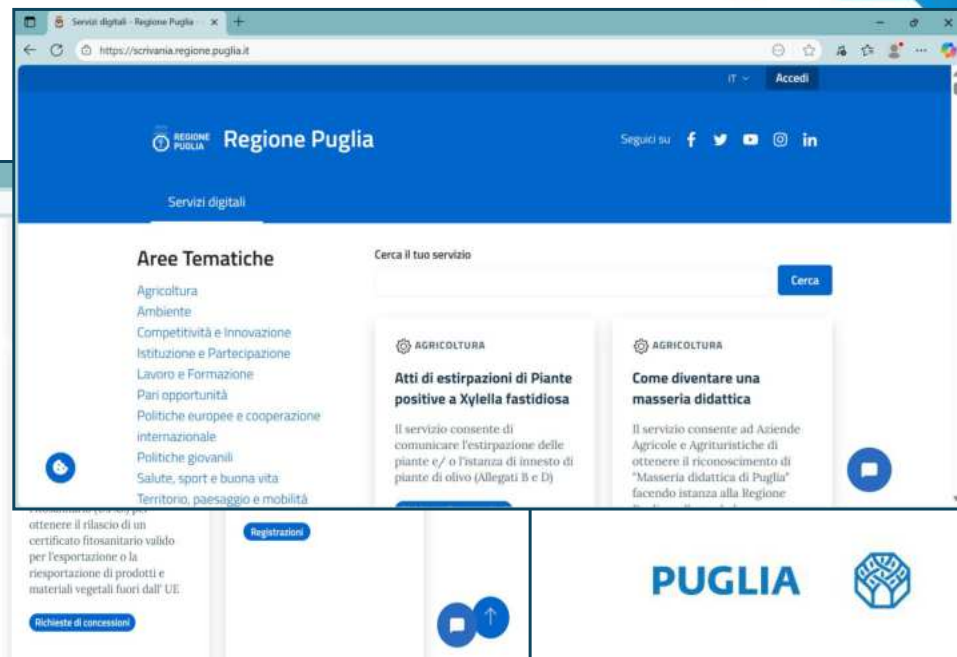 Servizi digitali - Regione Puglia
https://scrivania.regione.puglia.it
IT
Accedi
REGIONE
PUGLIA
Regione Puglia
Seguici su
Servizi digitali
Aree Tematiche
Agricoltura
Ambiente
Competitività e Innovazione
Istituzione e Partecipazione
Lavoro e Formazione
Pari opportunità
Politiche europee e cooperazione
internazionale
Politiche giovanili
Salute, sport e buona vita
Territorio, paesaggio e mobilità
Cerca il tuo servizio
Cerca
AGRICOLTURA
Atti di estirpazioni di Piante
positive a Xylella fastidiosa
Il servizio consente di
comunicare l'estirpazione delle
piante e/ o l'istanza di innesto di
piante di olivo (Allegati B e D)
AGRICOLTURA
Come diventare una
masseria didattica
Il servizio consente ad Aziende
Agricole e Agrituristiche di
ottenere il riconoscimento di
"Masseria didattica di Puglia"
facendo istanza alla Regione
ottenere il rilascio di un
certificato fitosanitario valido
per l'esportazione o la
riesportazione di prodotti e
materiali vegetali fuori dall' UE
Richieste di concessioni
Registrazioni
PUGLIA